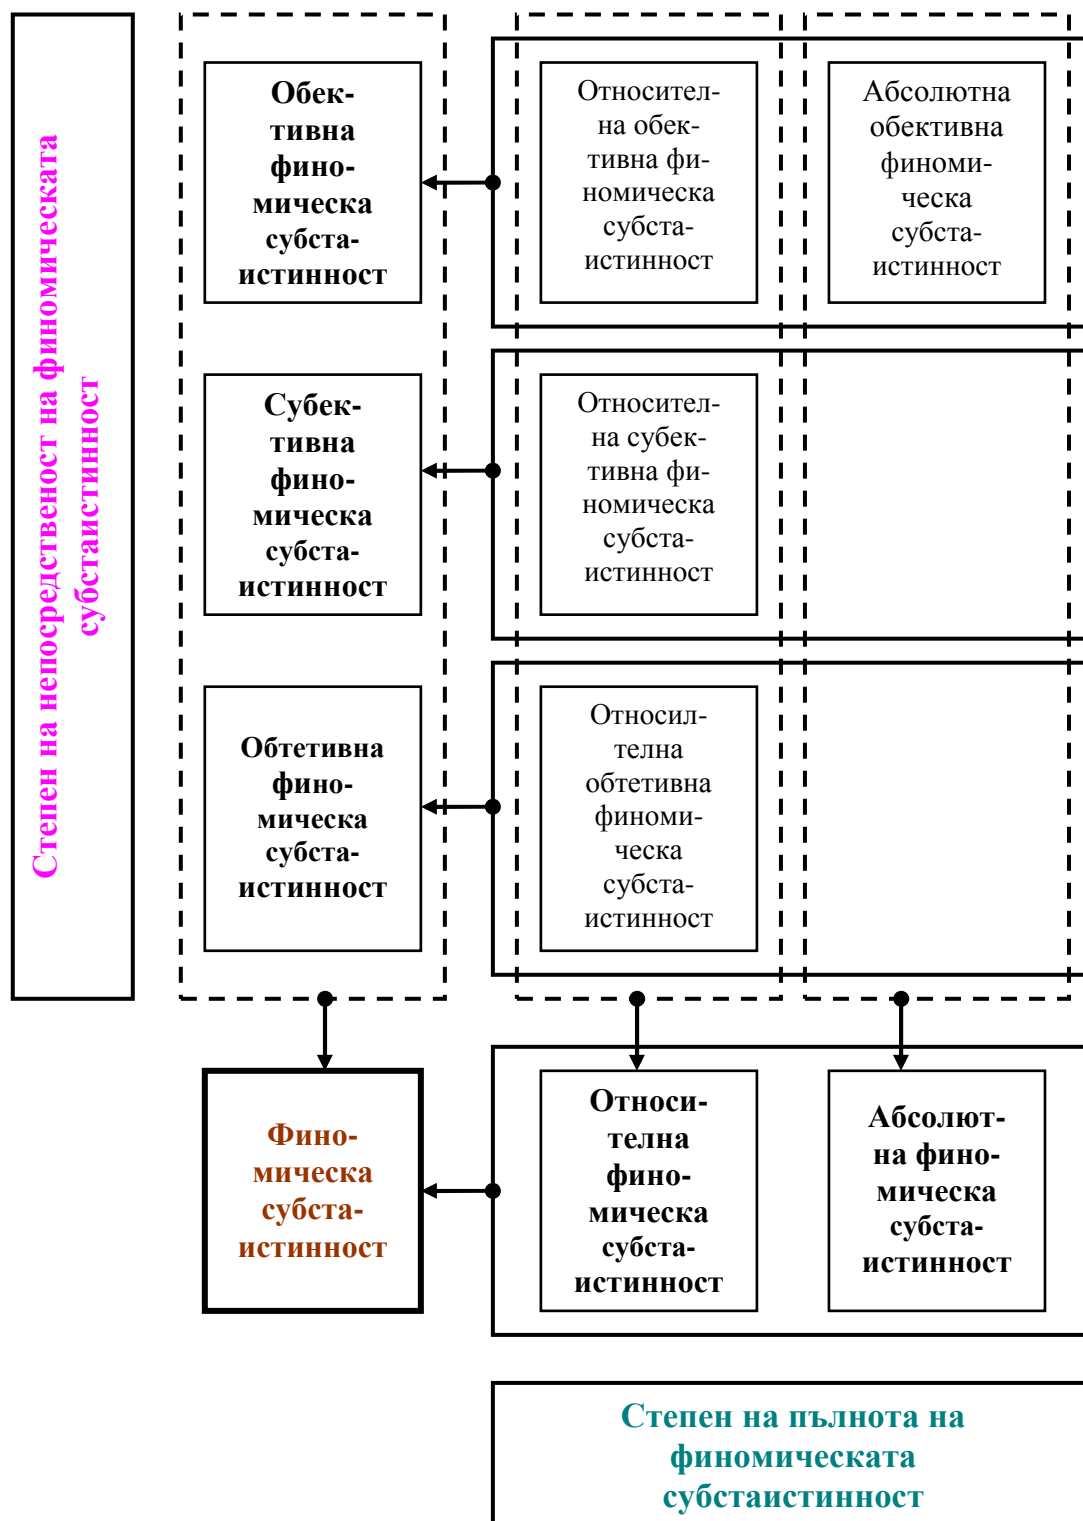 Степен на непосредственост на финомическата
субстаистинност
Обек-
тивна
фино-
мическа
субста-
истинност
Относител-
на обек-
тивна фи-
номическа
субста-
истинност
Абсолютна
обективна
финоми-
ческа
субста-
истинност
Субек-
тивна
фино-
мическа
субста-
истинност
Относител-
на субек-
тивна фи-
номическа
субста-
истинност
Обтетивна
фино-
мическа
субста-
истинност
Относил-
телна
обтетивна
финоми-
ческа
субста-
истинност
Фино-
мическа
субста-
истинност
Относи-
телна
фино-
мическа
субста-
истинност
Абсолют-
на фино-
мическа
субста-
истинност
Степен на пълнота на
финомическата
субстаистинност